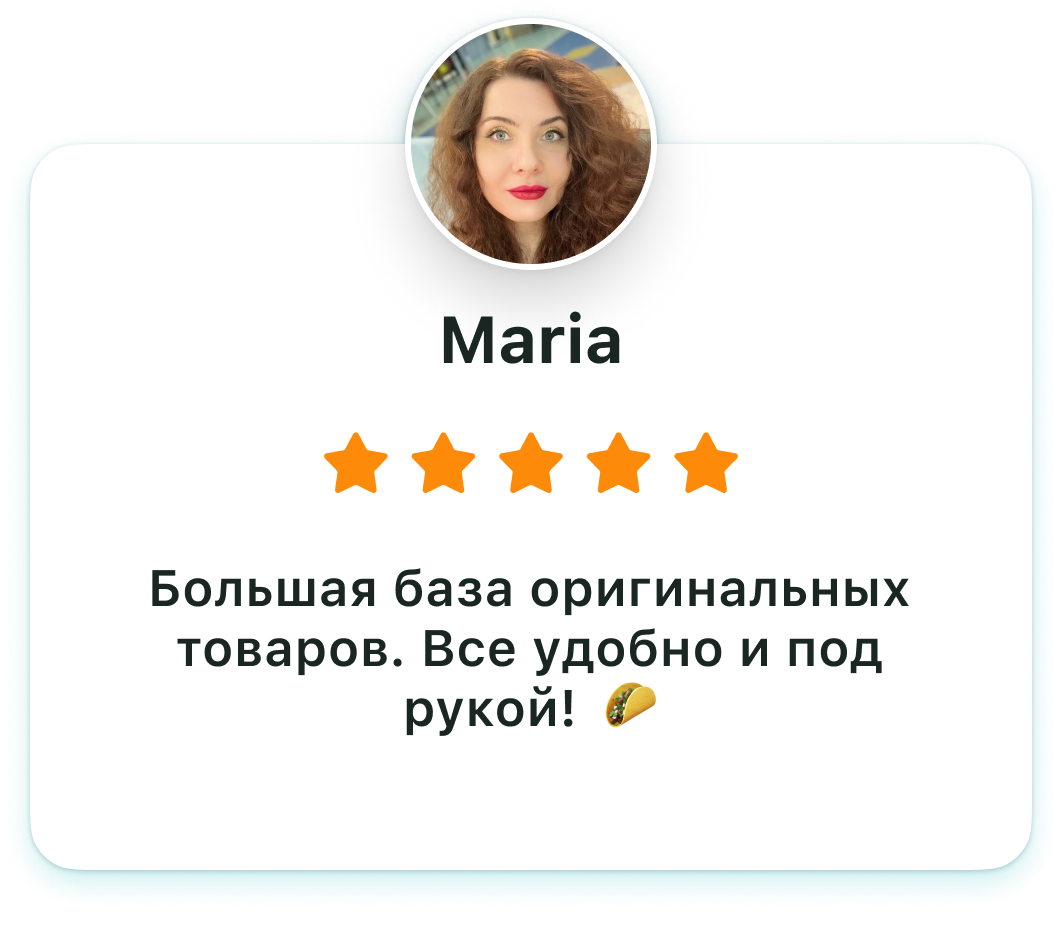 Maria
Большая база оригинальных
товаров. Все удобно и под
рукой! 🌮